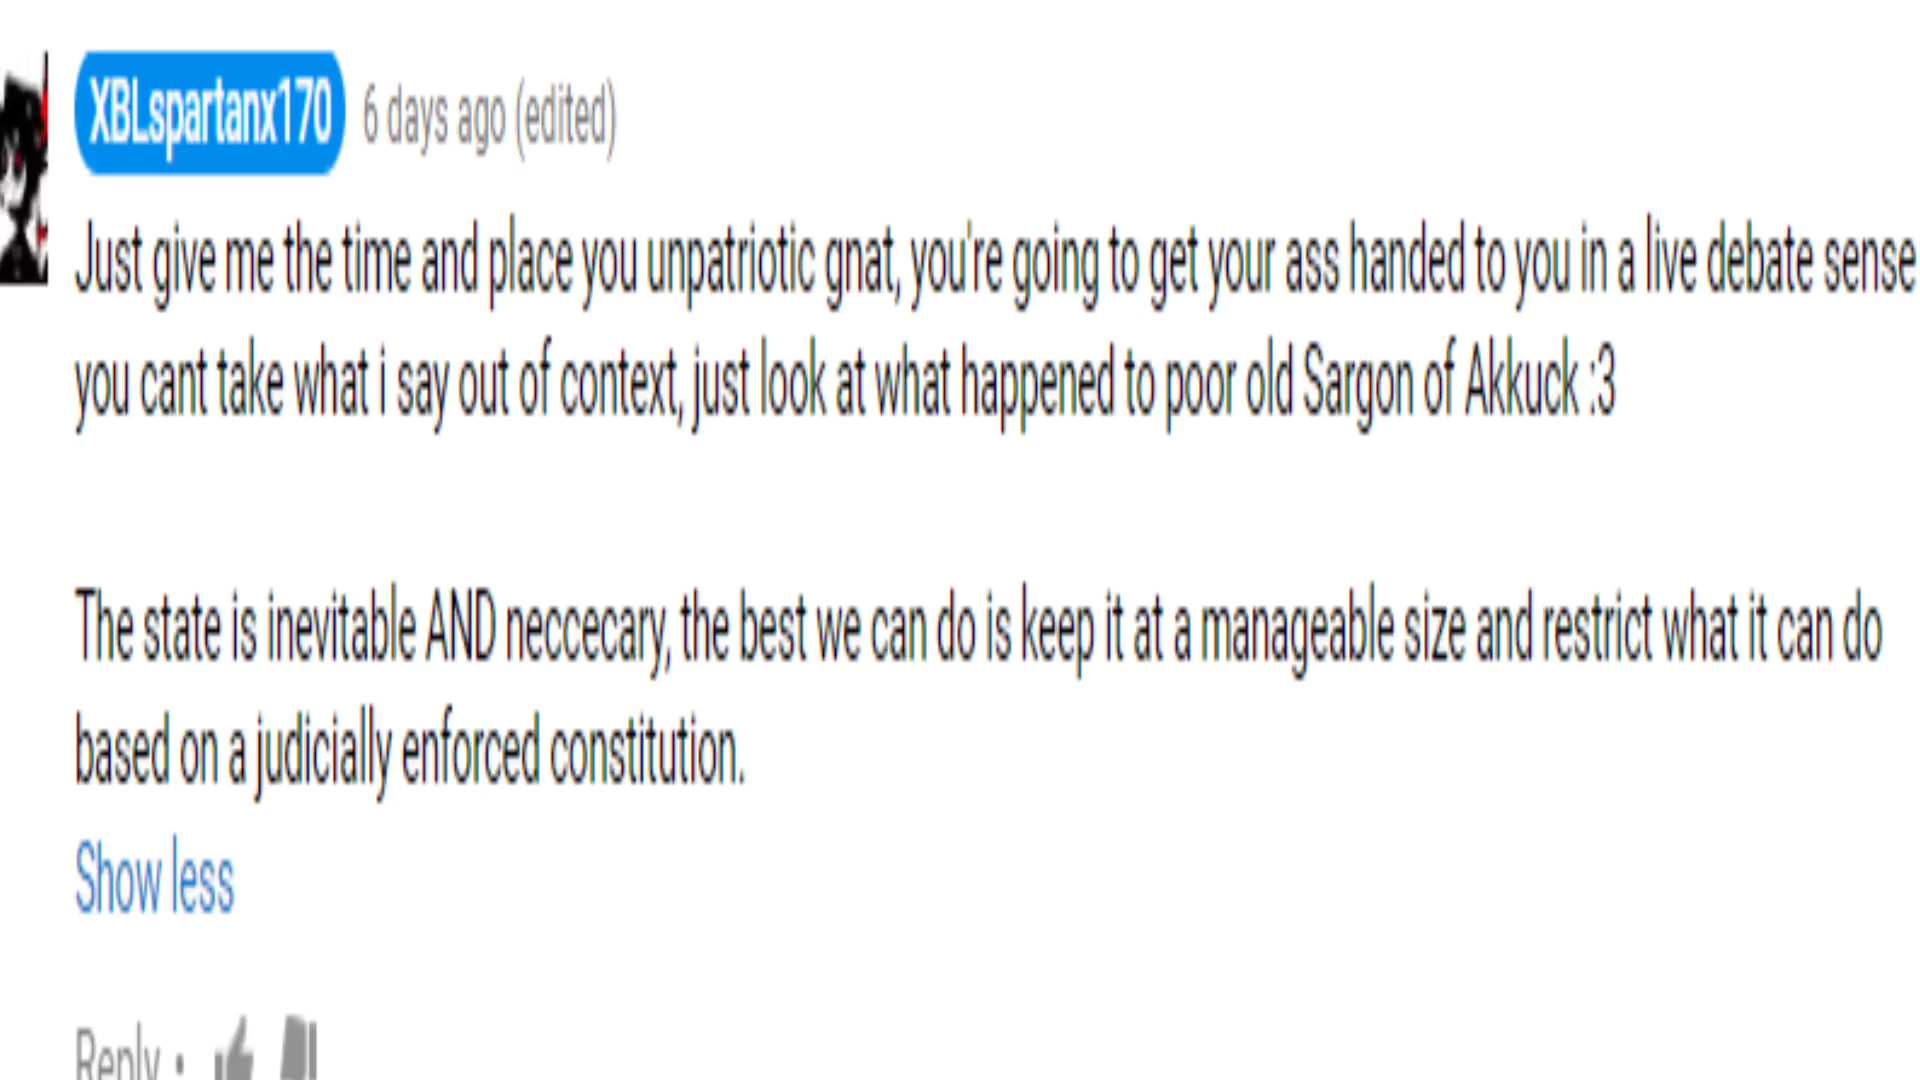 XBLspartanx170 6 days ago (edited)
Just give me the time and place you unpatriotic gnat, you're going to get your ass handed to you in a live debate sense
you cant take what i say out of context, just look at what happened to poor old Sargon of Akkuck :3
The state is inevitable AND neccecary, the best we can do is keep it at a manageable size and restrict what it can do
based on a judicially enforced constitution.
Show less
Reply •